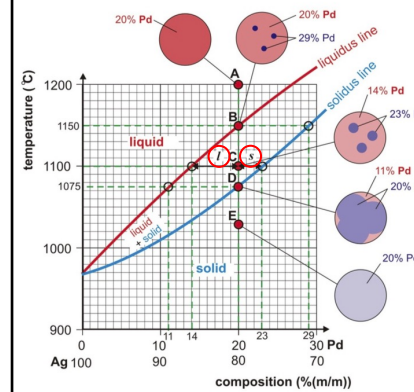 20% Pd
20% Pd
29% Pd
liquidus line
solidus line
temperature (°C)
1200
A
14% Pd
1150
B
23%
liquid
l
s
1100
C
11% Pd
1075
D
20%
liquid
+ solid
E
1000
solid
20% P
900
0
11
14
20
23
29
30 Pd
Ag 100
90
80
70
composition (%(m/m))